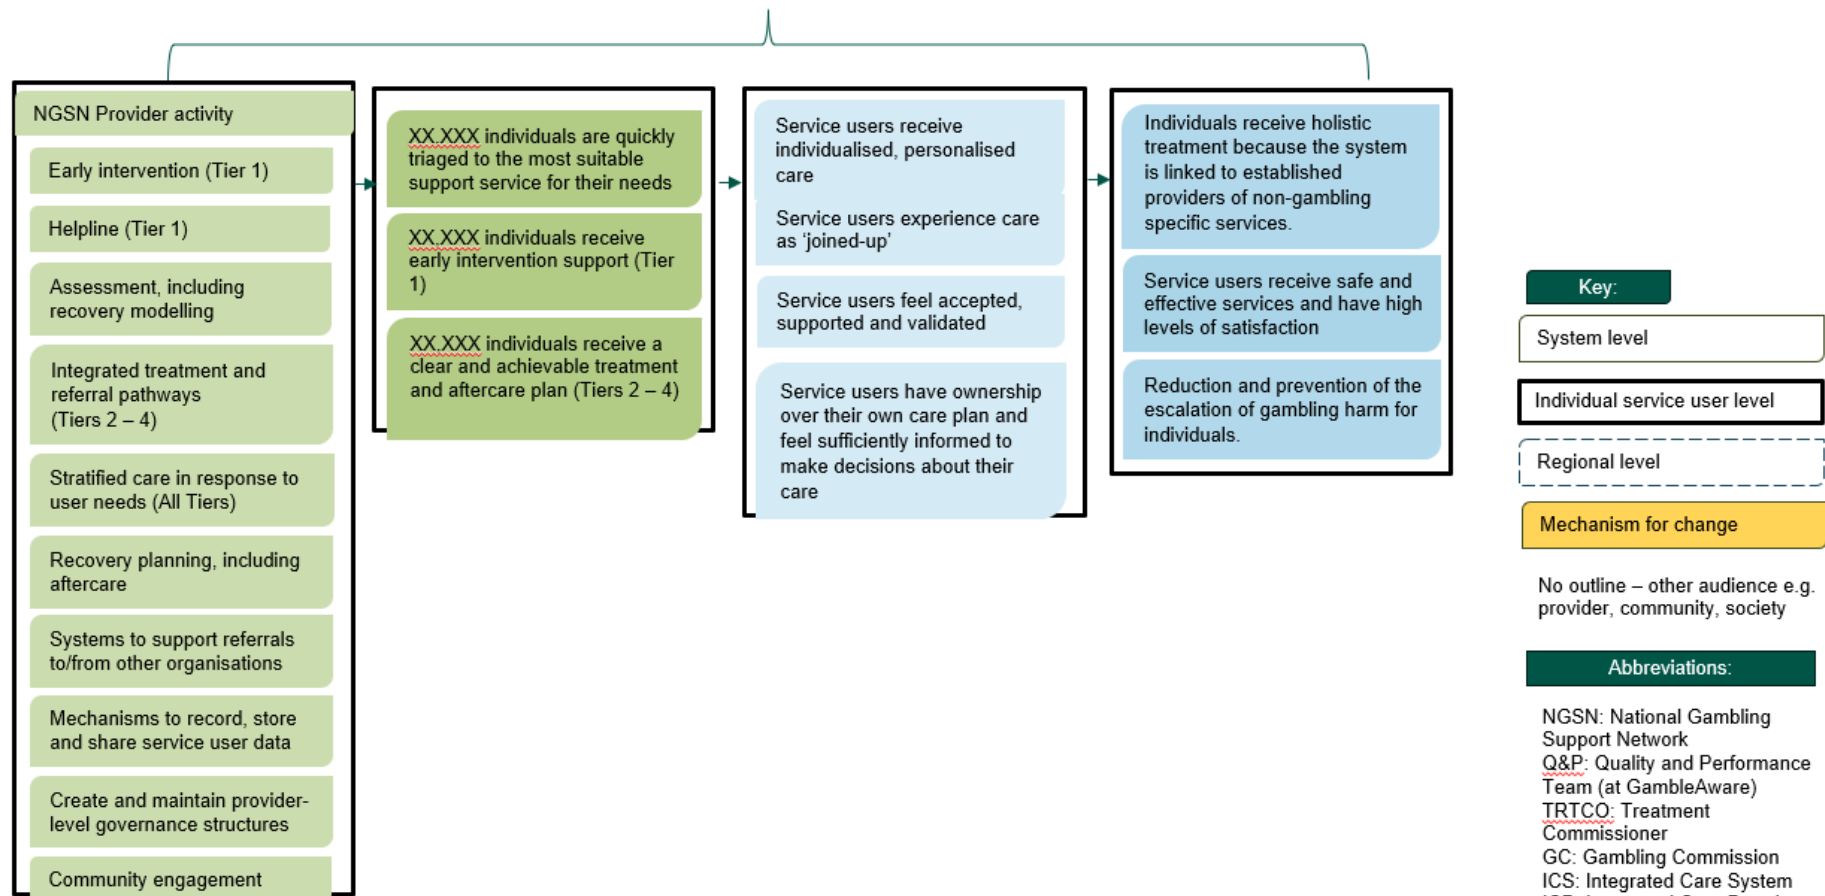 NGSN Provider activity
Early intervention (Tier 1)
Helpline (Tier 1)
Assessment, including
recovery modelling
Integrated treatment and
referral pathways
(Tiers 2 – 4)
Stratified care in response to
user needs (All Tiers)
Recovery planning, including
aftercare
Systems to support referrals
to/from other organisations
Mechanisms to record, store
and share service user data
Create and maintain provider-
level governance structures
Community engagement
XX.XXX individuals are quickly
triaged to the most suitable
support service for their needs
XX.XXX individuals receive
early intervention support (Tier
1)
XX.XXX individuals receive a
clear and achievable treatment
and aftercare plan (Tiers 2 – 4)
Service users receive
individualised, personalised
care
Service users experience care
as ‘joined-up’
Service users feel accepted,
supported and validated
Service users have ownership
over their own care plan and
feel sufficiently informed to
make decisions about their
care
Individuals receive holistic
treatment because the system
is linked to established
providers of non-gambling
specific services.
Service users receive safe and
effective services and have high
levels of satisfaction
Reduction and prevention of the
escalation of gambling harm for
individuals.
Key:
System level
Individual service user level
Regional level
Mechanism for change
No outline – other audience e.g.
provider, community, society
Abbreviations:
NGSN: National Gambling
Support Network
Q&P: Quality and Performance
Team (at GambleAware)
TRTCO: Treatment
Commissioner
GC: Gambling Commission
ICS: Integrated Care System